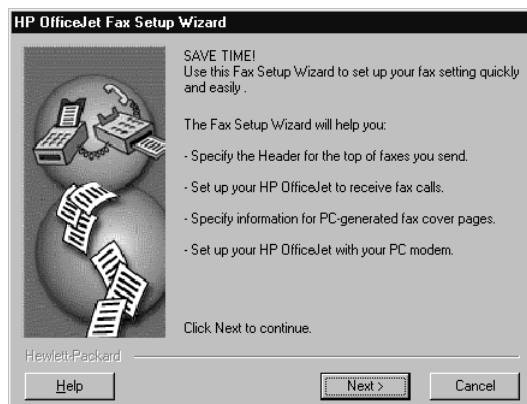 HP OfficeJet Fax Setup Wizard
SAVE TIME!
Use this Fax Setup Wizard to set up your fax setting quickly
and easily .
The Fax Setup Wizard will help you:
- Specify the Header for the top of faxes you send.
- Set up your HP OfficeJet to receive fax calls.
- Specify information for PC-generated fax cover pages.
- Set up your HP OfficeJet with your PC modem.
Click Next to continue.
Hewlett-Packard
Help
Next >
Cancel